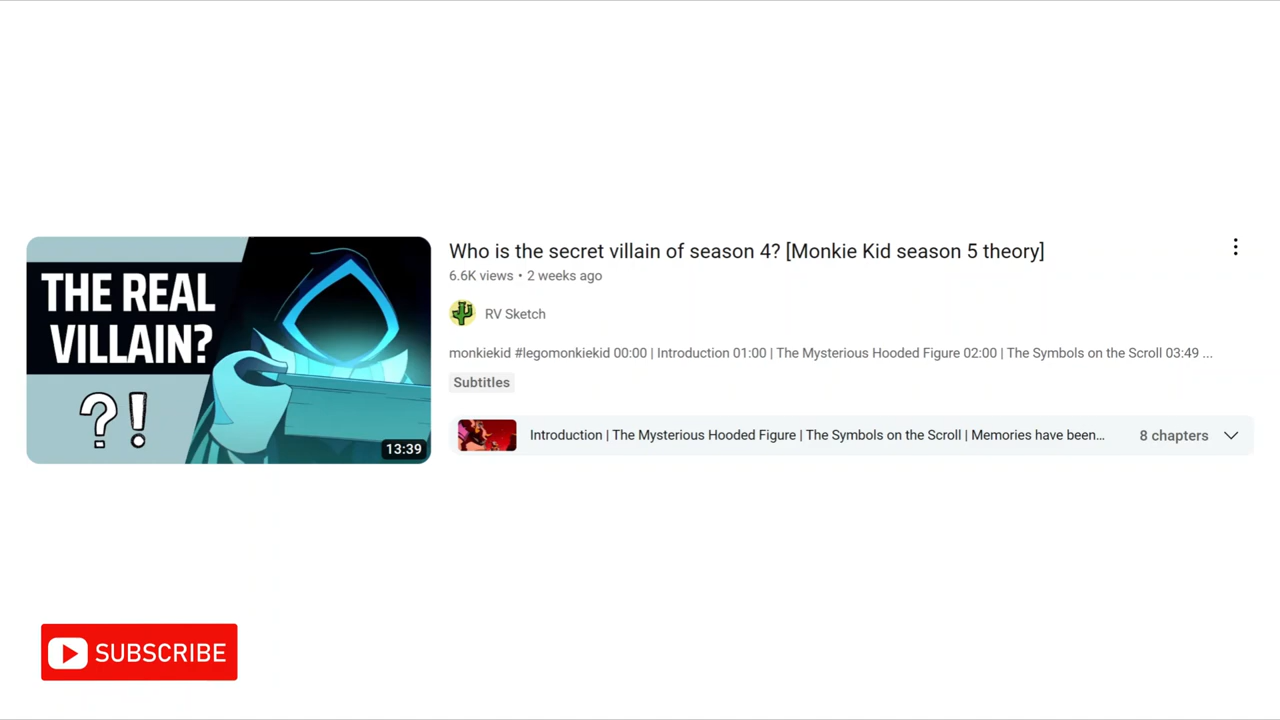 THE REAL
VILLAIN?
?!
13:39
Who is the secret villain of season 4? [Monkie Kid season 5 theory]
6.6K views • 2 weeks ago
RV Sketch
monkiekid #legomonkiekid 00:00 | Introduction 01:00 | The Mysterious Hooded Figure 02:00 | The Symbols on the Scroll 03:49 ...
Subtitles
Introduction | The Mysterious Hooded Figure | The Symbols on the Scroll | Memories have been...
8 chapters
SUBSCRIBE